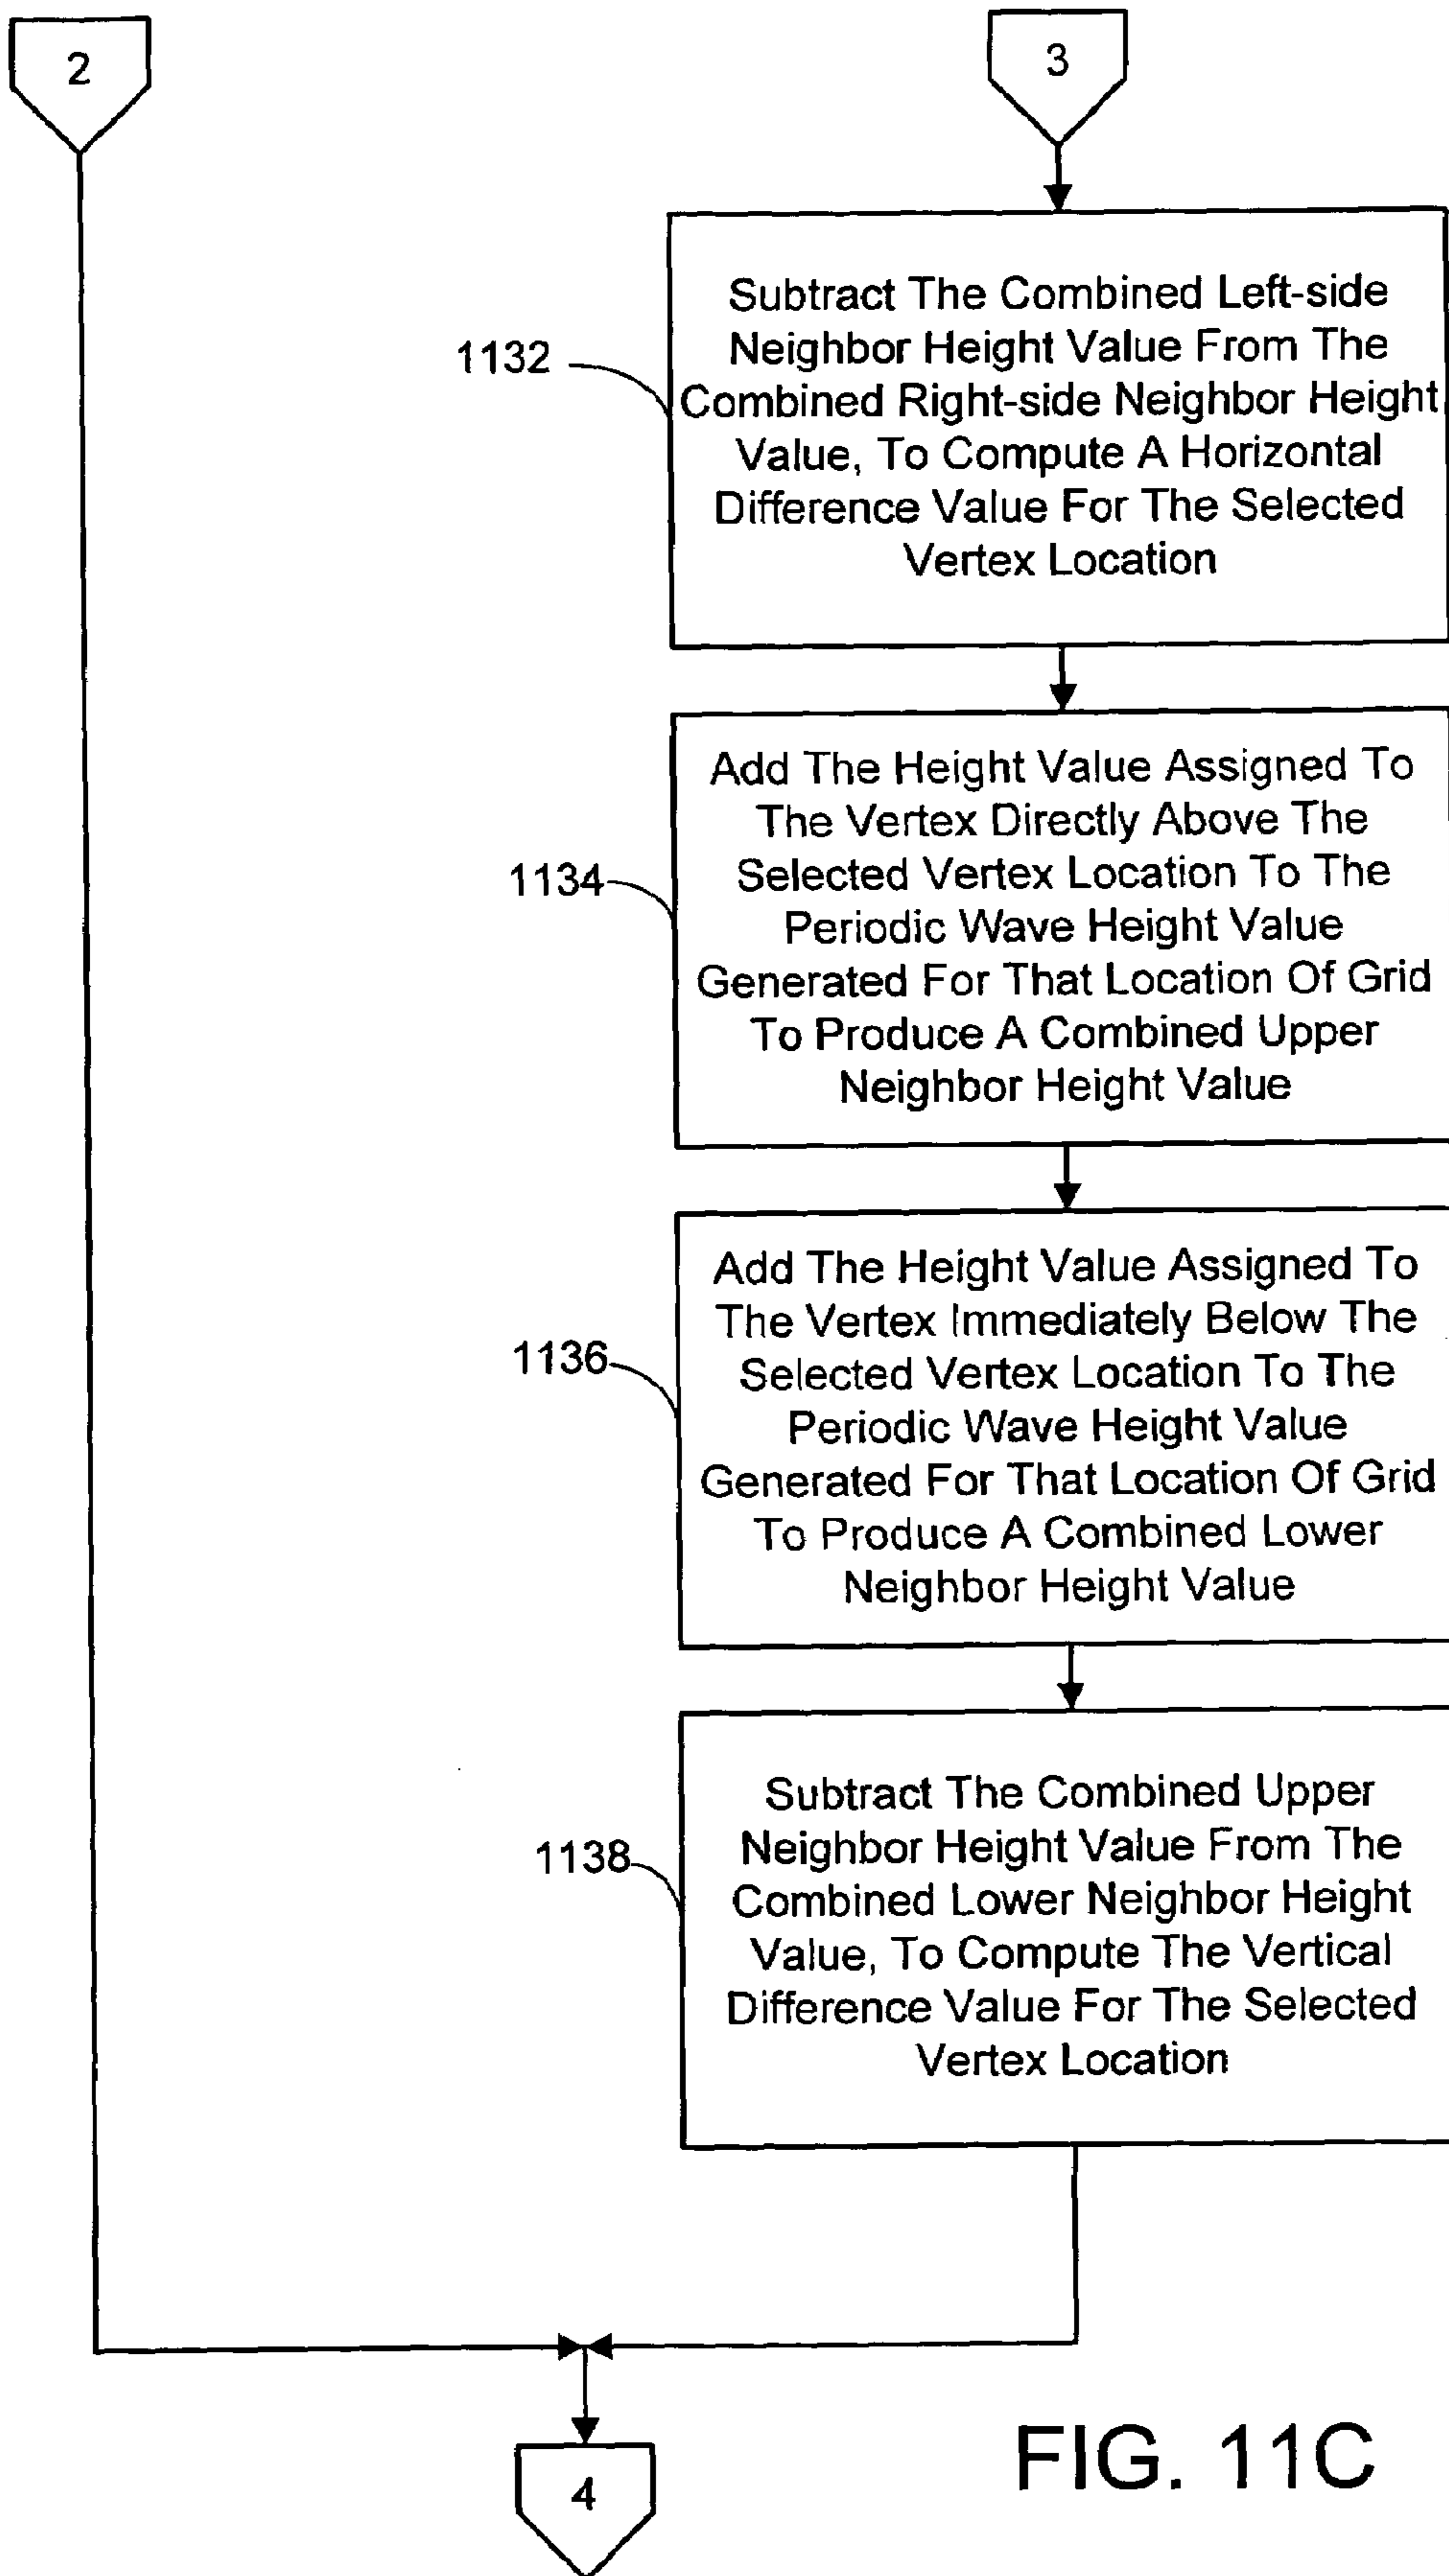 2
3
1132
Subtract The Combined Left-side
Neighbor Height Value From The
Combined Right-side Neighbor Height
Value, To Compute A Horizontal
Difference Value For The Selected
Vertex Location
1134
Add The Height Value Assigned To
The Vertex Directly Above The
Selected Vertex Location To The
Periodic Wave Height Value
Generated For That Location Of Grid
To Produce A Combined Upper
Neighbor Height Value
1136
Add The Height Value Assigned To
The Vertex Immediately Below The
Selected Vertex Location To The
Periodic Wave Height Value
Generated For That Location Of Grid
To Produce A Combined Lower
Neighbor Height Value
1138
Subtract The Combined Upper
Neighbor Height Value From The
Combined Lower Neighbor Height
Value, To Compute The Vertical
Difference Value For The Selected
Vertex Location
4
FIG. 11C